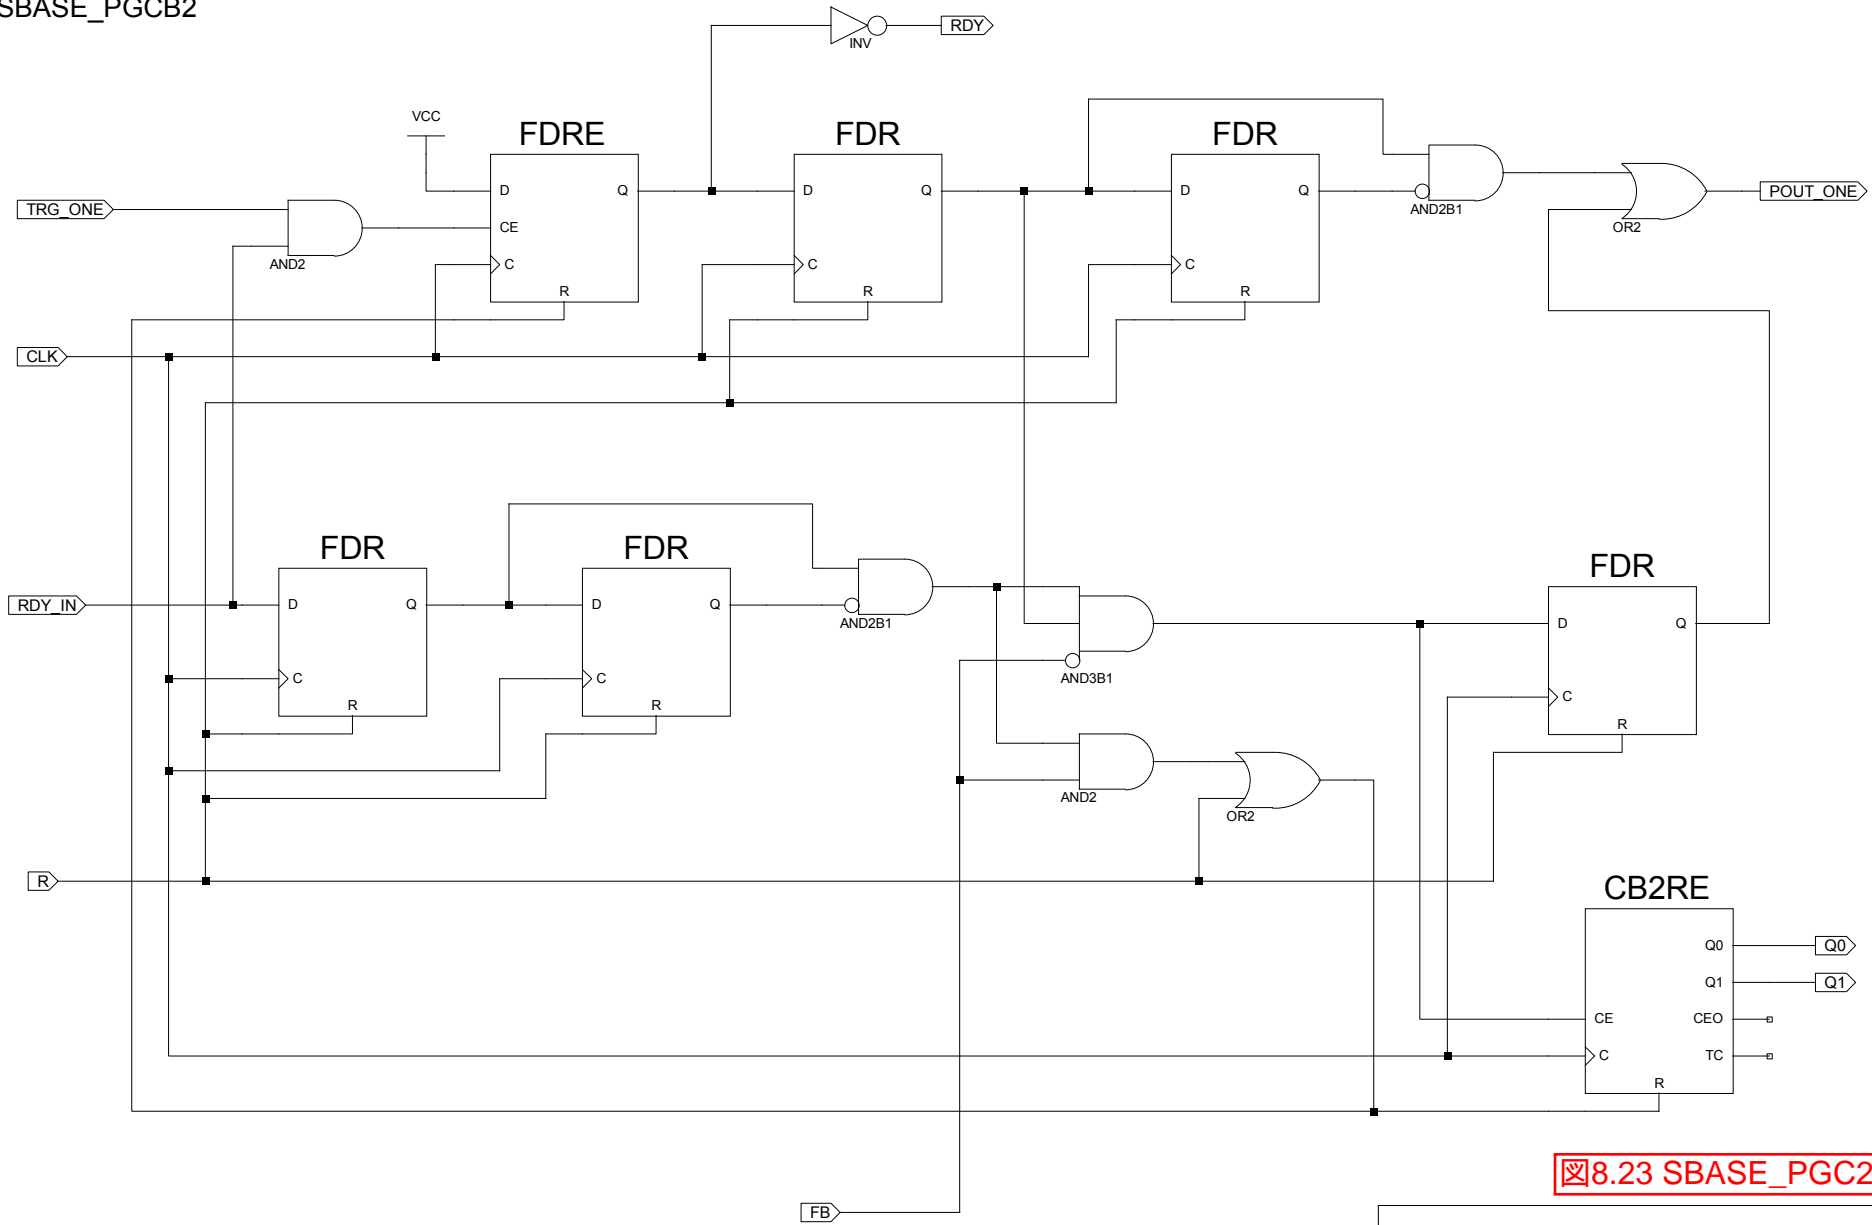 SBASE_PGCB2
RDY
INV
VCC
FDRE
FDR
FDR
D
Q
D
Q
D
Q
AND2B1
POUT_ONE
OR2
TRG_ONE
CE
AND2
C
C
C
R
R
R
CLK
FDR
FDR
FDR
RDY_IN
D
Q
D
Q
AND2B1
D
Q
C
C
AND3B1
C
R
R
R
AND2
OR2
R
CB2RE
Q0
Q0
Q1
Q1
CE
CEO
C
TC
R
図8.23 SBASE_PGC2
FB